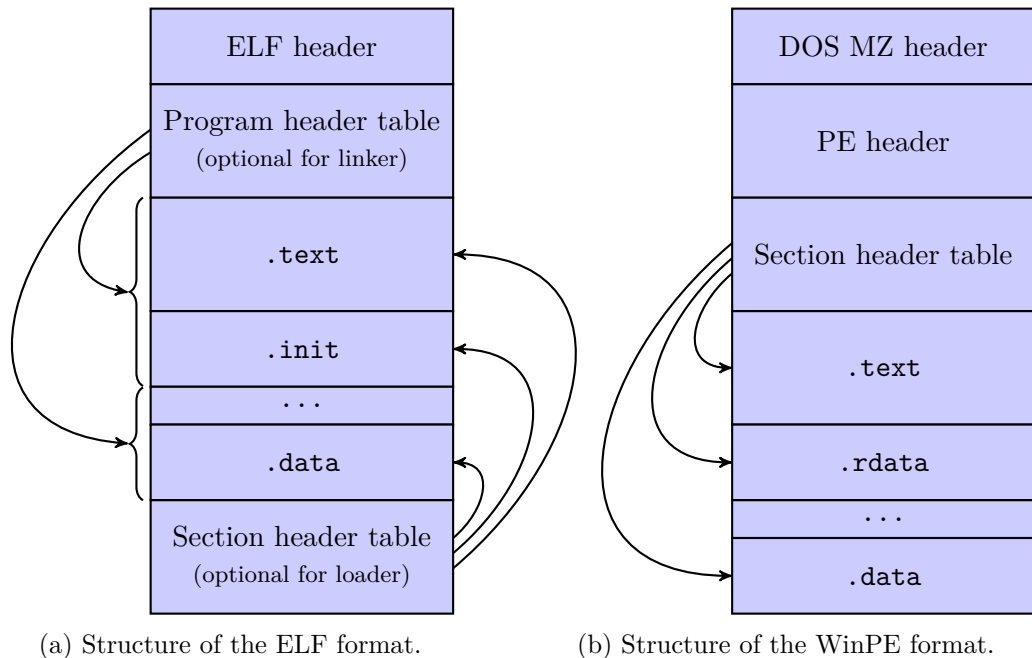 ELF header
Program header table
(optional for linker)
.text
.init
...
.data
Section header table
(optional for loader)
(a) Structure of the ELF format.
DOS MZ header
PE header
Section header table
.text
.rdata
...
.data
(b) Structure of the WinPE format.